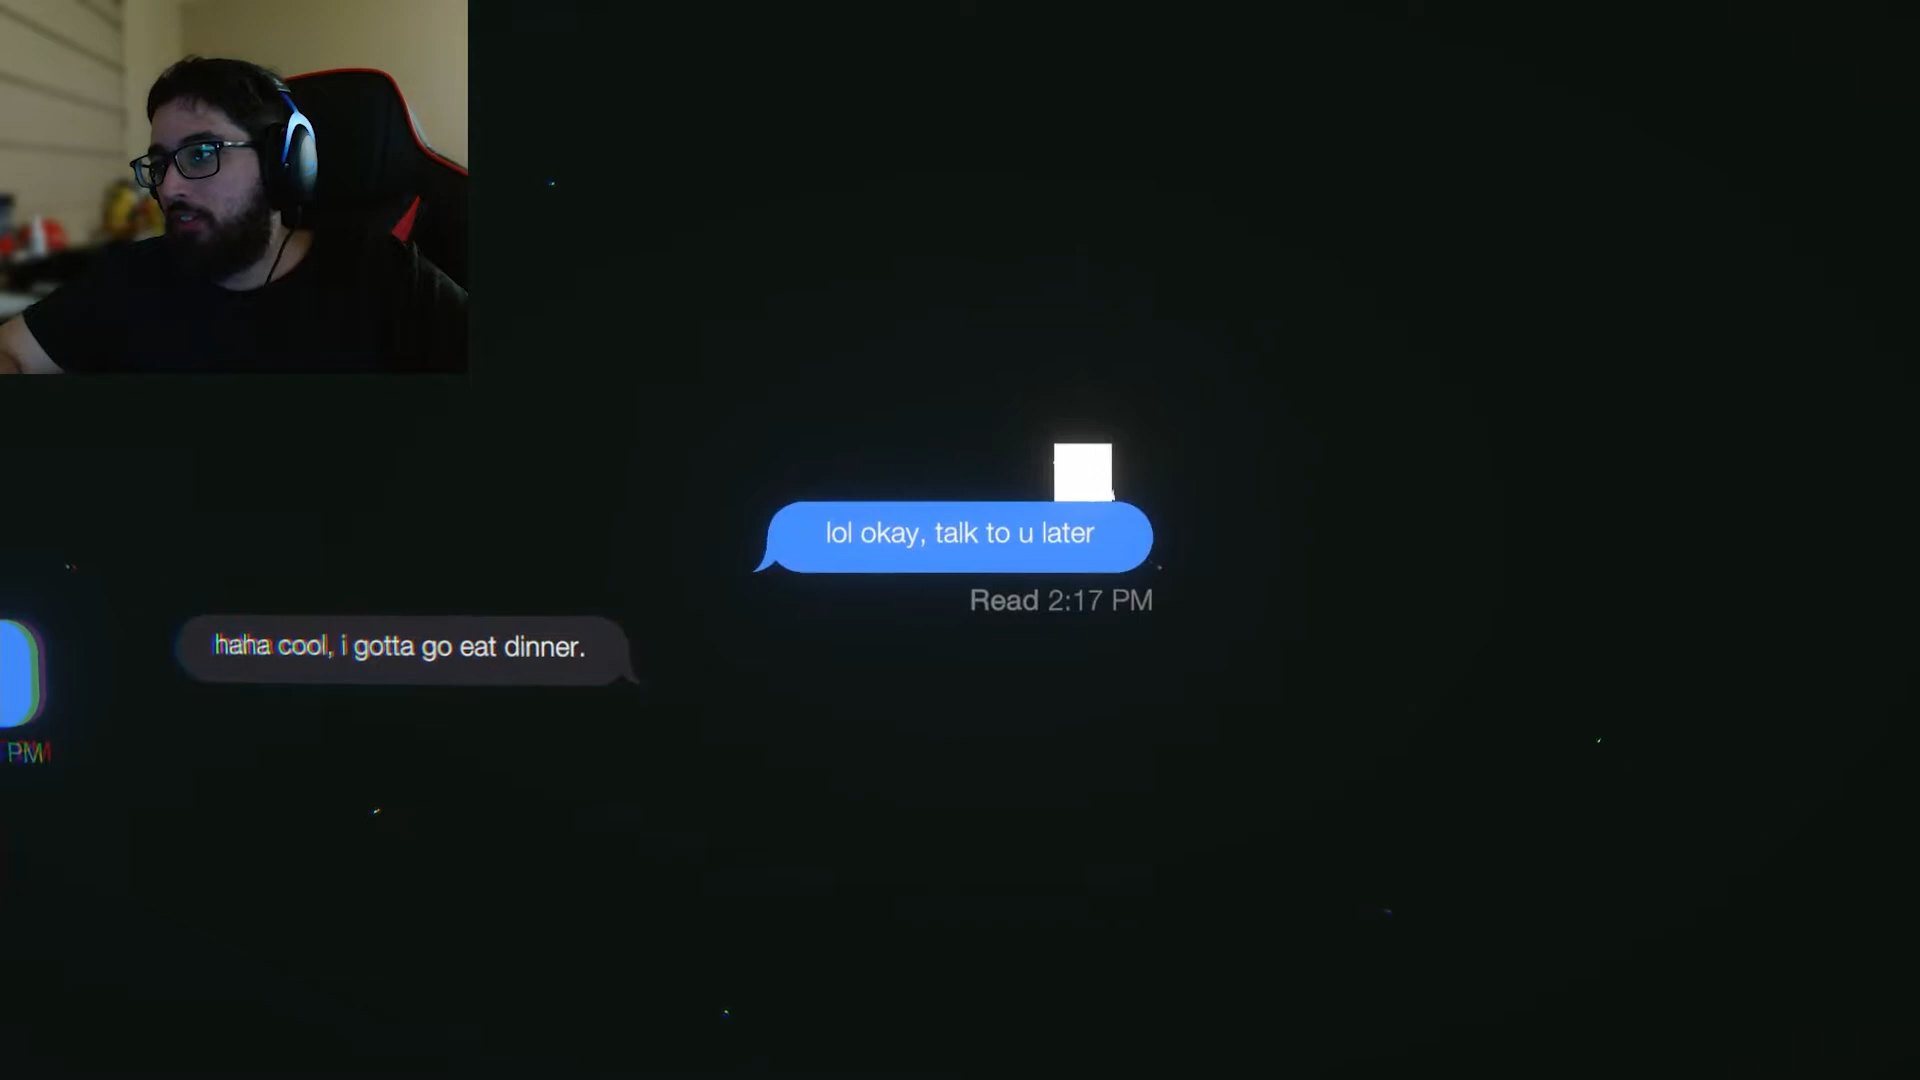 lol okay, talk to u later
Read 2:17 PM
haha cool, i gotta go eat dinner.
PM